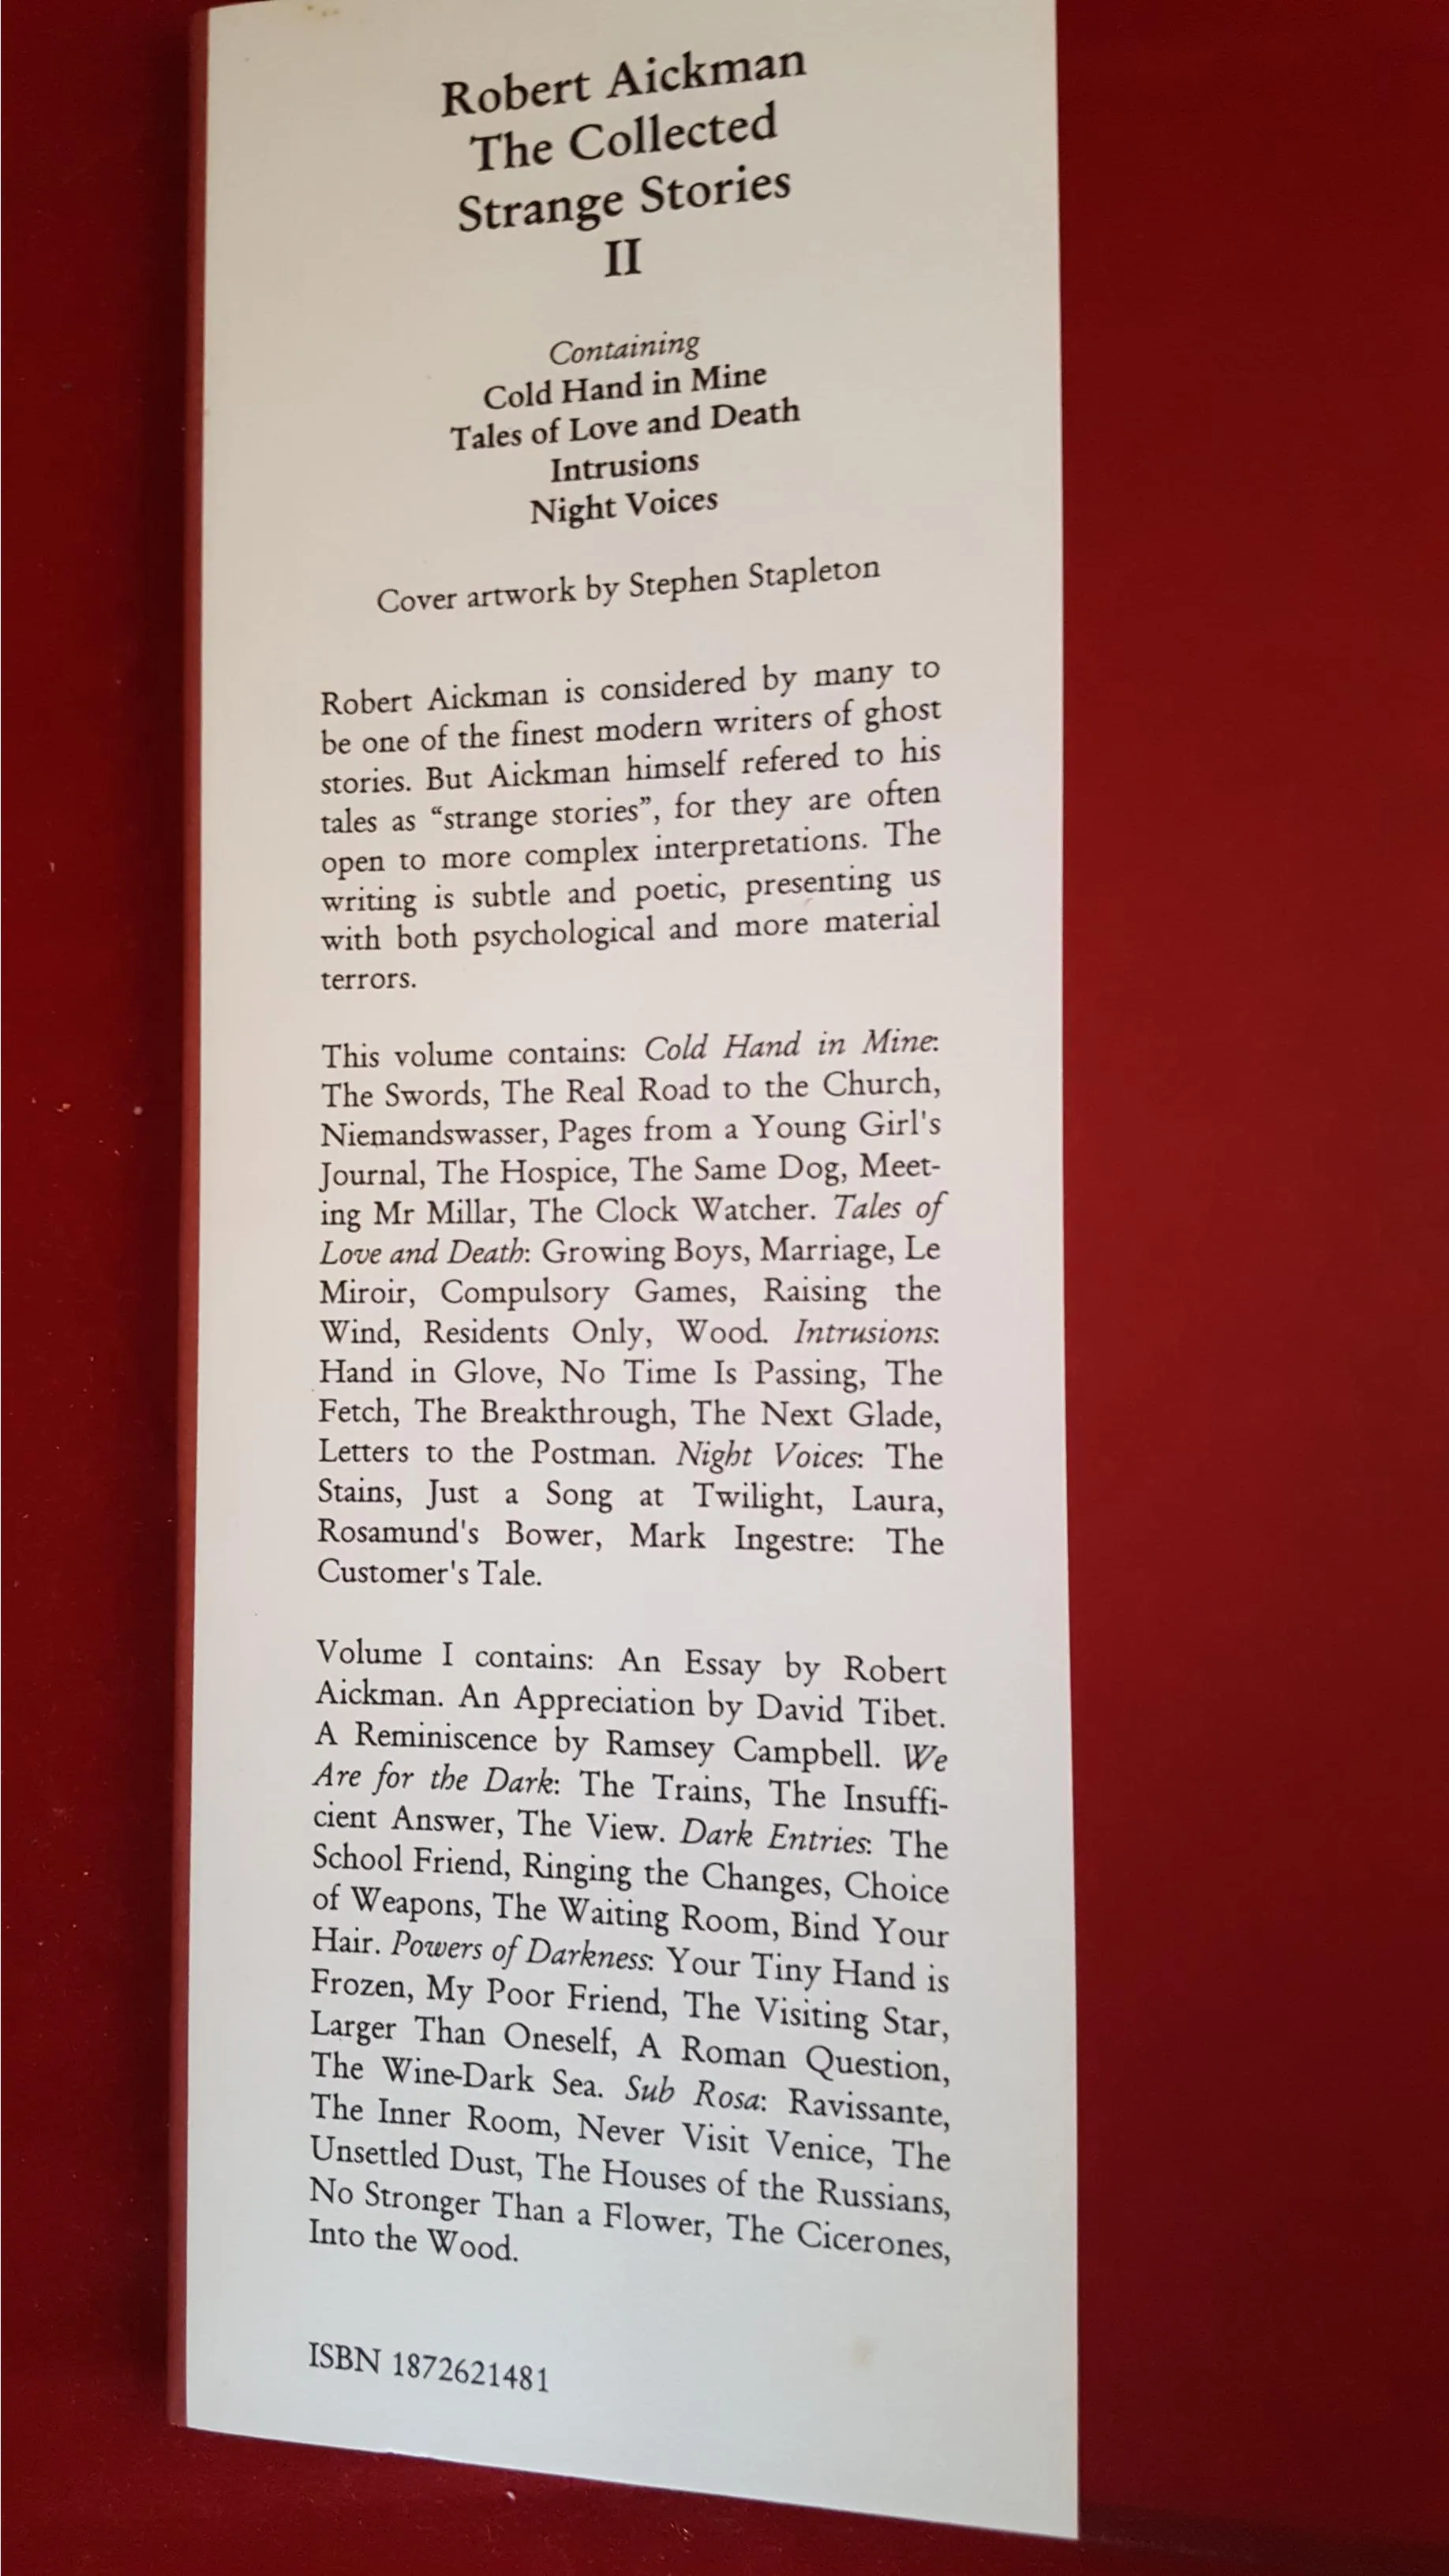 Robert Aickman
The Collected
Strange Stories
II
Containing
Cold Hand in Mine
Tales of Love and Death
Intrusions
Night Voices
Cover artwork by Stephen Stapleton
Robert Aickman is considered by many to
be one of the finest modern writers of ghost
stories. But Aickman himself refered to his
tales as “strange stories”, for they are often
open to more complex interpretations. The
writing is subtle and poetic, presenting us
with both psychological and more material
terrors.
This volume contains: Cold Hand in Mine:
The Swords, The Real Road to the Church,
Niemandswasser, Pages from a Young Girl's
Journal, The Hospice, The Same Dog, Meet-
ing Mr Millar, The Clock Watcher. Tales of
Love and Death: Growing Boys, Marriage, Le
Miroir, Compulsory Games, Raising the
Wind, Residents Only, Wood. Intrusions:
Hand in Glove, No Time Is Passing, The
Fetch, The Breakthrough, The Next Glade,
Letters to the Postman. Night Voices: The
Stains, Just a Song at Twilight, Laura,
Rosamund's Bower, Mark Ingestre: The
Customer's Tale.
Volume I contains: An Essay by Robert
Aickman. An Appreciation by David Tibet.
A Reminiscence by Ramsey Campbell. We
Are for the Dark: The Trains, The Insuffi-
cient Answer, The View. Dark Entries: The
School Friend, Ringing the Changes, Choice
of Weapons, The Waiting Room, Bind Your
Hair. Powers of Darkness: Your Tiny Hand is
Frozen, My Poor Friend, The Visiting Star,
Larger Than Oneself, A Roman Question,
The Wine-Dark Sea. Sub Rosa: Ravissante,
The Inner Room, Never Visit Venice, The
Unsettled Dust, The Houses of the Russians,
No Stronger Than a Flower, The Cicerones,
Into the Wood.
ISBN 1872621481